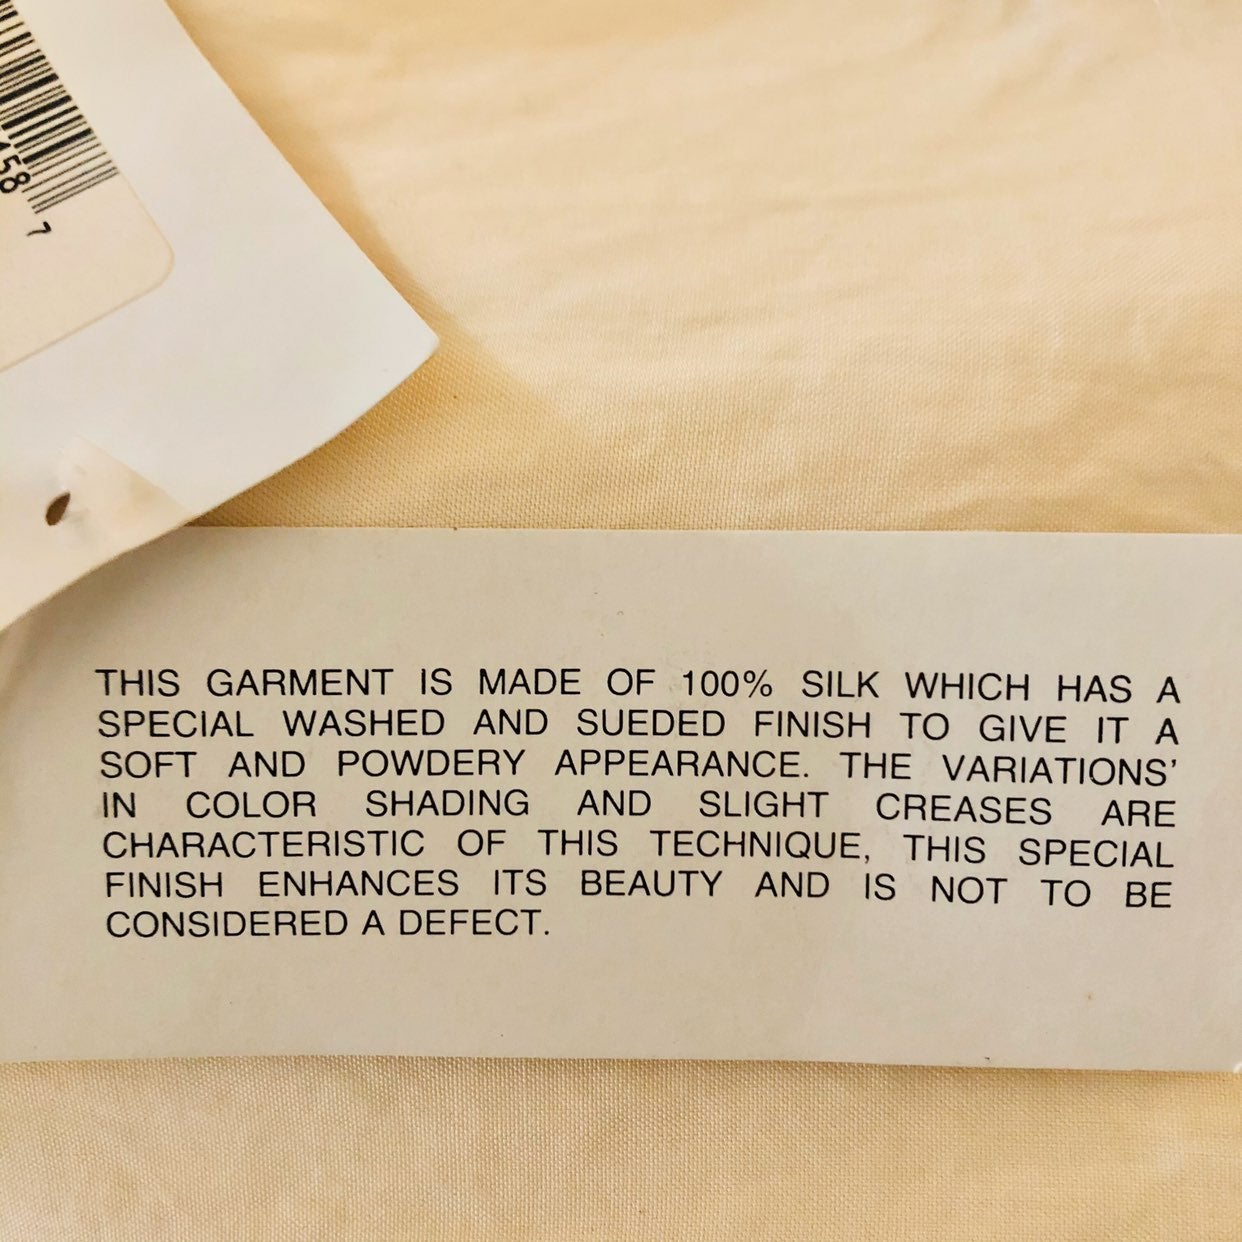 58
7
THIS GARMENT IS MADE OF 100% SILK WHICH HAS A
SPECIAL WASHED AND SUEDED FINISH TO GIVE IT A
SOFT AND POWDERY APPEARANCE. THE VARIATIONS'
IN COLOR SHADING AND SLIGHT CREASES ARE
CHARACTERISTIC OF THIS TECHNIQUE, THIS SPECIAL
FINISH ENHANCES ITS BEAUTY AND IS NOT TO BE
CONSIDERED A DEFECT.